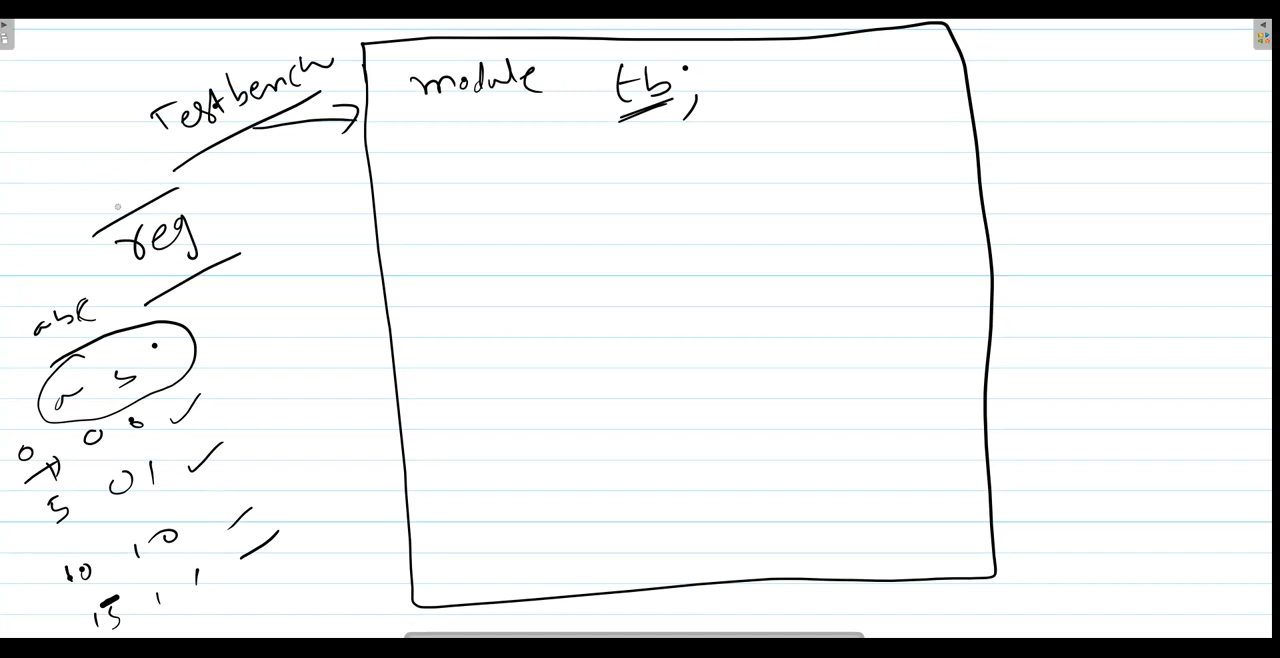 module tb;
Testbench
reg
a b
0 0 0
5 0 1
10 1 0
15 1 1